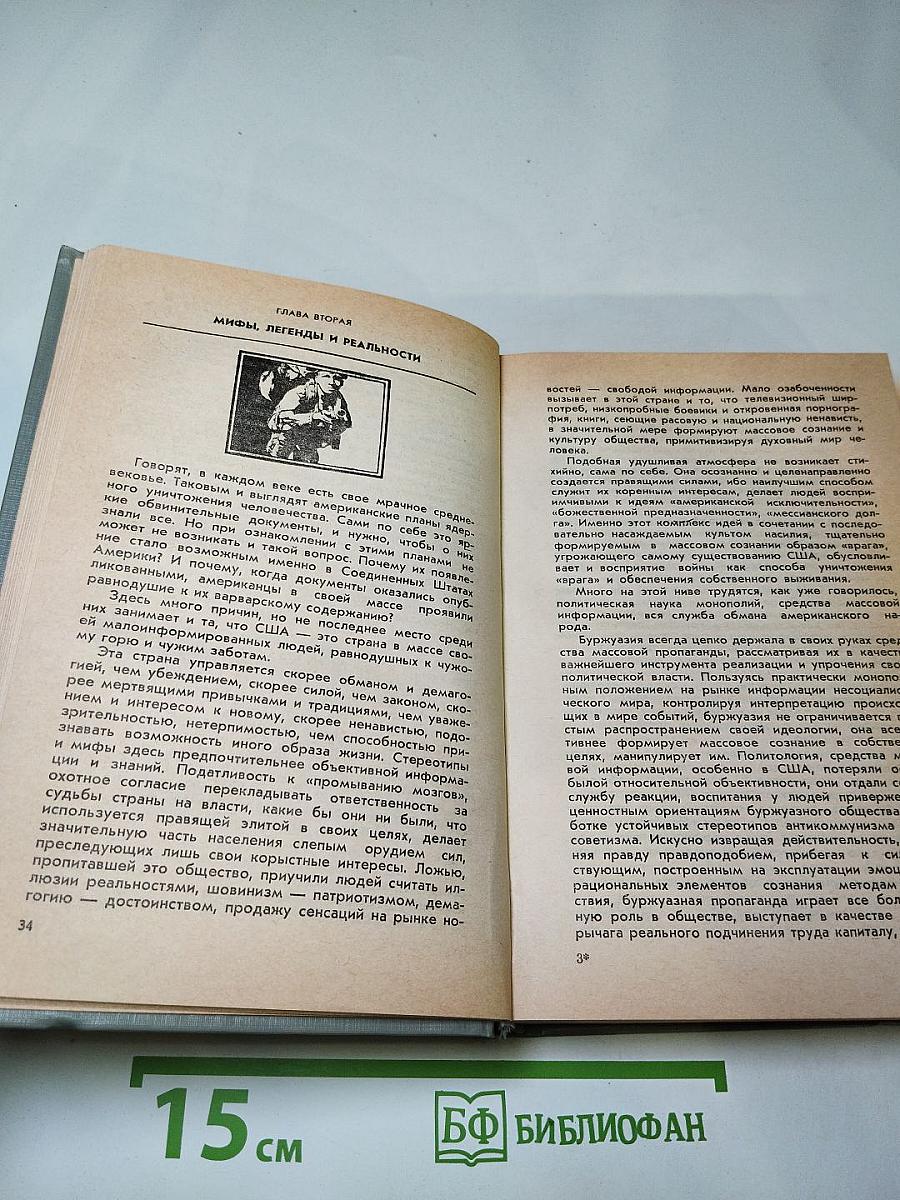 ГЛАВА ВТОРАЯ
МИФЫ, ЛЕГЕНДЫ И РЕАЛЬНОСТИ
Говорят, в каждом веке есть свое мрачное средне-
вековье. Таковым и выглядят американские планы ядер-
ного уничтожения человечества. Сами по себе это яр-
кие обвинительные документы, и нужно, чтобы о них
знали все. Но при ознакомлении с этими планами не
может не возникать и такой вопрос. Почему их появле-
ние стало возможным именно в Соединенных Штатах
Америки? И почему, когда документы оказались опуб-
ликованными, американцы в своей массе проявили
равнодушие к их варварскому содержанию?
Здесь много причин, но не последнее место среди
них занимает и та, что США — это страна в массе сво-
ей малоинформированных людей, равнодушных к чужо-
му горю и чужим заботам.
Эта страна управляется скорее обманом и демаго-
гией, чем убеждением, скорее силой, чем законом, ско-
рее мертвящими привычками и традициями, чем уваже-
нием и интересом к новому, скорее ненавистью, подо-
зрительностью, нетерпимостью, чем способностью при-
знавать возможность иного образа жизни. Стереотипы
и мифы здесь предпочтительнее объективной информа-
ции и знаний. Податливость к «промыванию мозгов»,
охотное согласие перекладывать ответственность за
судьбы страны на власти, какие бы они ни были, что
используется правящей элитой в своих целях, делает
значительную часть населения слепым орудием сил,
преследующих лишь свои корыстные интересы. Ложью,
пропитавшей это общество, приучили людей считать ил-
люзии реальностями, шовинизм — патриотизмом, дема-
гогию — достоинством, продажу сенсаций на рынке но-
34
востей — свободой информации. Мало озабоченности
вызывает в этой стране и то, что телевизионный шир-
потреб, низкопробные боевики и откровенная порногра-
фия, книги, сеющие расовую и национальную ненависть,
в значительной мере формируют массовое сознание и
культуру общества, примитивизируя духовный мир че-
ловека.
Подобная удушливая атмосфера не возникает сти-
хийно, сама по себе. Она осознанно и целенаправленно
создается правящими силами, ибо наилучшим способом
служит их коренным интересам, делает людей воспри-
имчивыми к идеям «американской исключительности»,
«божественной предназначенности», «мессианского дол-
га». Именно этот комплекс идей в сочетании с последо-
вательно насаждаемым культом насилия, тщательно
формируемым в массовом сознании образом «врага»,
угрожающего самому существованию США, обусловли-
вает и восприятие войны как способа уничтожения
«врага» и обеспечения собственного выживания.
Много на этой ниве трудятся, как уже говорилось,
политическая наука монополий, средства массовой
информации, вся служба обмана американского на-
рода.
Буржуазия всегда цепко держала в своих руках сред
ства массовой пропаганды, рассматривая их в качеств
важнейшего инструмента реализации и упрочения сво
политической власти. Пользуясь практически монопо
ным положением на рынке информации несоциалис
ческого мира, контролируя интерпретацию происхо
щих в мире событий, буржуазия не ограничивается п
стым распространением своей идеологии, она все
тивнее формирует массовое сознание в собстве
целях, манипулирует им. Политология, средства м
вой информации, особенно в США, потеряли о
былой относительной объективности, они отдали се
службу реакции, воспитания у людей приверже
ценностным ориентациям буржуазного общества
ботке устойчивых стереотипов антикоммунизма
советизма. Искусно извращая действительность,
няя правду правдоподобием, прибегая к сил
ствующим, построенным на эксплуатации эмоц
рациональных элементов сознания методам
ствия, буржуазная пропаганда играет все бол
ную роль в обществе, выступает в качестве
рычага реального подчинения труда капиталу,
3*
15 см
БФ БИБЛИОФАН